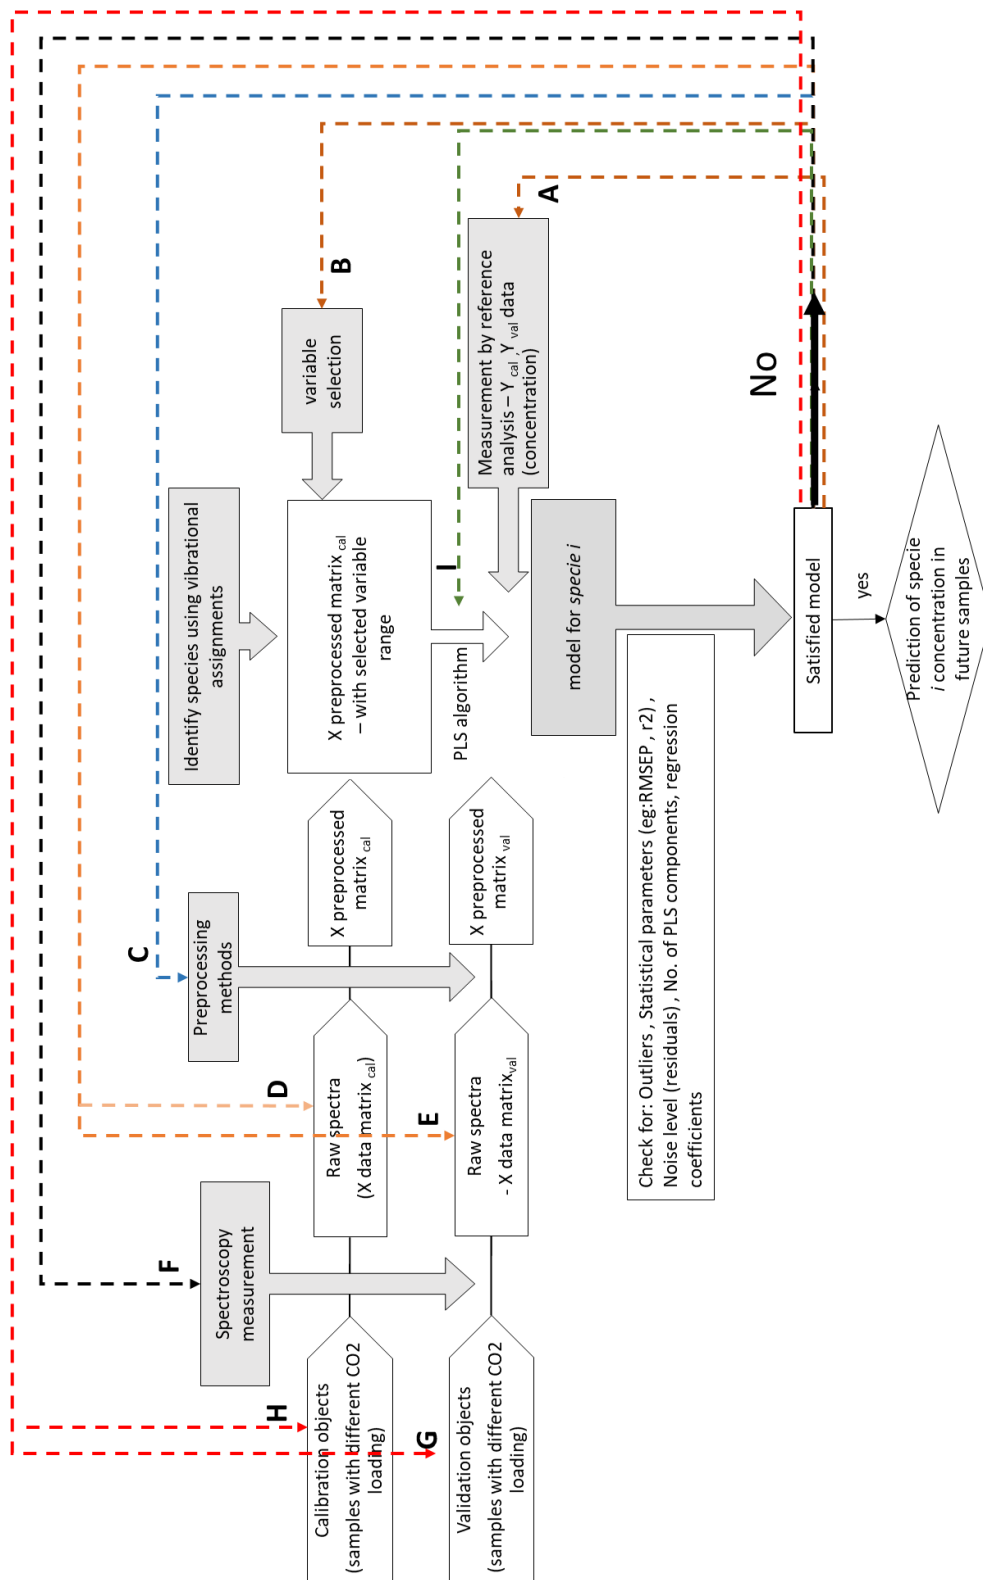 Calibration objects
(samples with different CO2
loading)
H
Validation objects
(samples with different CO2
loading)
G
Spectroscopy
measurement
F
Raw spectra
(X data matrix cal)
D
Raw spectra
- X data matrixval
E
Preprocessing
methods
C
X preprocessed
matrix cal
X preprocessed
matrix val
Identify species using vibrational
assignments
X preprocessed matrix cal
– with selected variable
range
variable
selection
B
PLS algorithm
I
Measurement by reference
analysis – Y cal ,Y val data
(concentration)
A
model for specie i
Check for: Outliers , Statistical parameters (eg:RMSEP , r2) ,
Noise level (residuals) , No. of PLS components, regression
coefficients
Satisfied model
No
yes
Prediction of specie
i concentration in
future samples